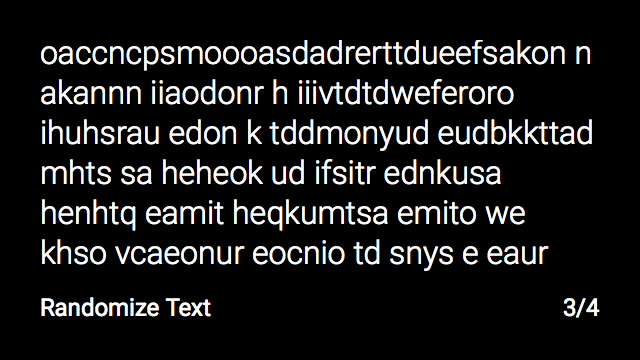 oaccncpsmoooasdadrerttdueefsakon n
akannn iiaodonr h iiivtdtdweferoro
ihuhsrau edon k tddmonyud eudbkkttad
mhts sa heheok ud ifsitr ednkusa
henhtq eamit heqkumtsa emito we
khso vcaeonur eocnio td snys e eaur
Randomize Text 3/4